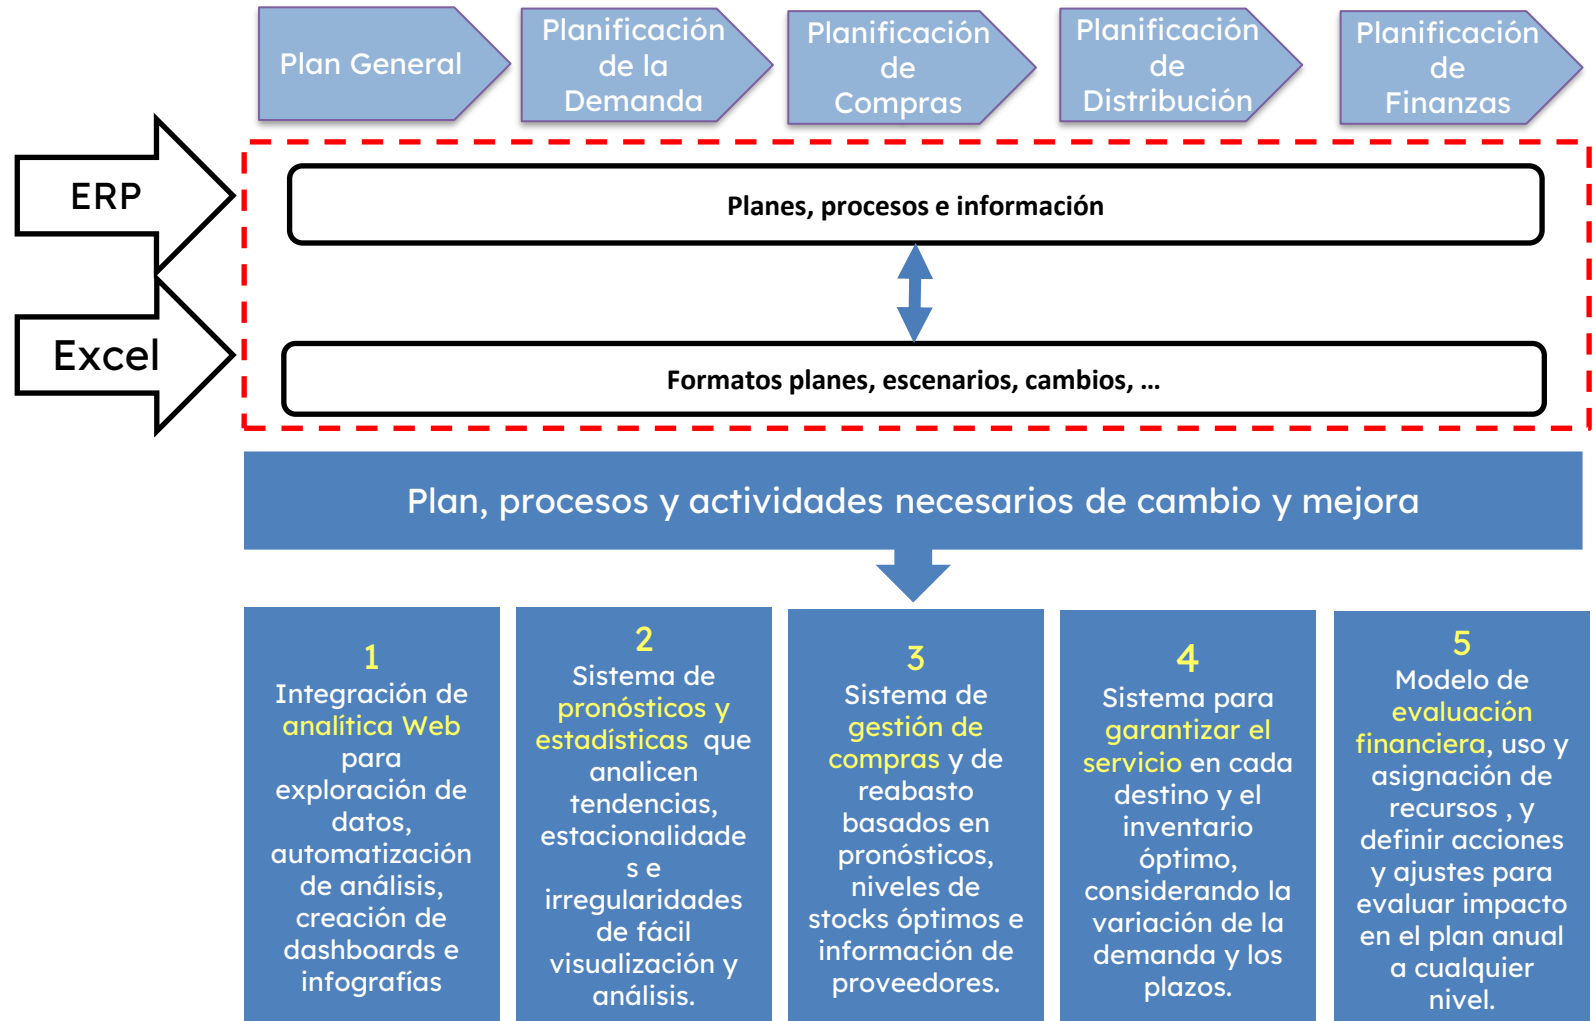 Plan General
Planificación
de la
Demanda
Planificación
de
Compras
Planificación
de
Distribución
Planificación
de
Finanzas
ERP
Planes, procesos e información
Excel
Formatos planes, escenarios, cambios, ...
Plan, procesos y actividades necesarios de cambio y mejora
1
Integración de
analítica Web
para
exploración de
datos,
automatización
de análisis,
creación de
dashboards e
infografías
2
Sistema de
pronósticos y
estadísticas que
analicen
tendencias,
estacionalidade
s e
irregularidades
de fácil
visualización y
análisis.
3
Sistema de
gestión de
compras y de
reabasto
basados en
pronósticos,
niveles de
stocks óptimos e
información de
proveedores.
4
Sistema para
garantizar el
servicio en cada
destino y el
inventario
óptimo,
considerando la
variación de la
demanda y los
plazos.
5
Modelo de
evaluación
financiera, uso y
asignación de
recursos , y
definir acciones
y ajustes para
evaluar impacto
en el plan anual
a cualquier
nivel.